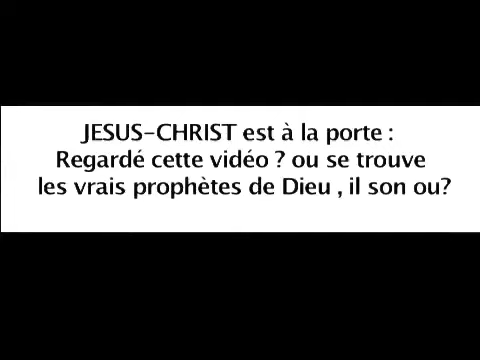 JESUS-CHRIST est à la porte :
Regardé cette vidéo ? ou se trouve
les vrais prophètes de Dieu , il son ou?